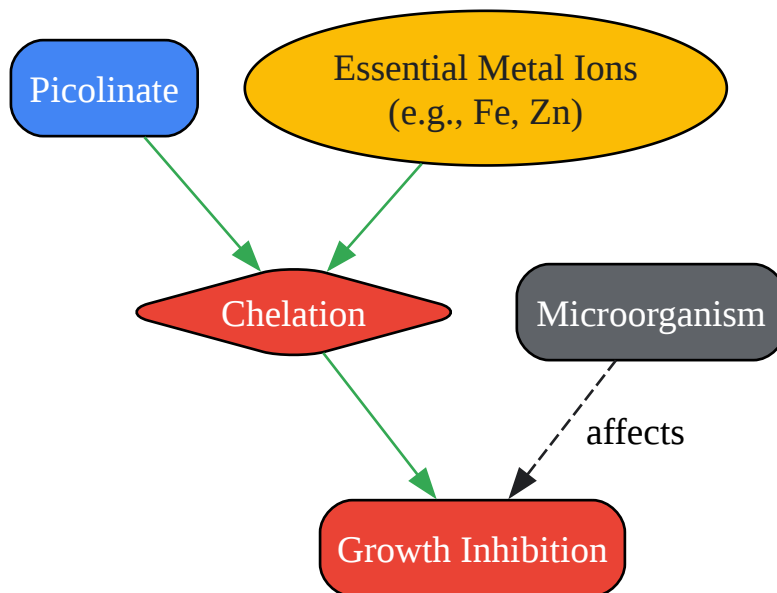 Picolinate
Essential Metal Ions
(e.g., Fe, Zn)
Chelation
Microorganism
affects
Growth Inhibition